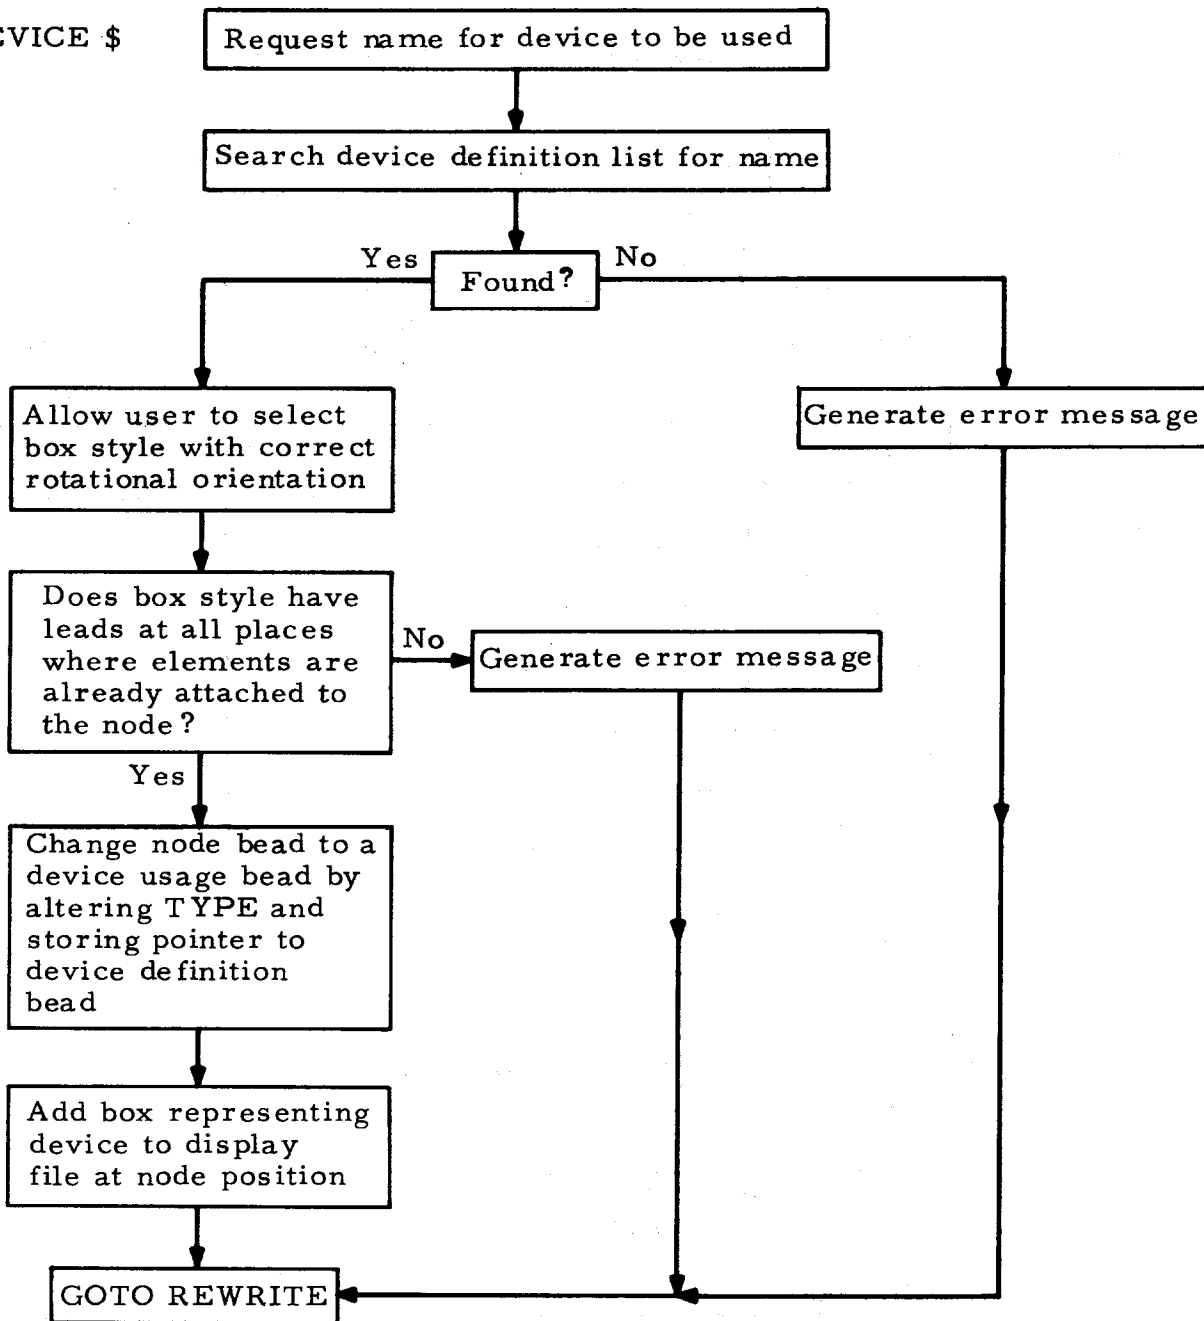 EVICE $
Request name for device to be used
Search device definition list for name
Yes
Found?
No
Allow user to select
box style with correct
rotational orientation
Generate error message
Does box style have
leads at all places
where elements are
already attached to
the node?
No
Generate error message
Yes
Change node bead to a
device usage bead by
altering TYPE and
storing pointer to
device definition
bead
Add box representing
device to display
file at node position
GOTO REWRITE